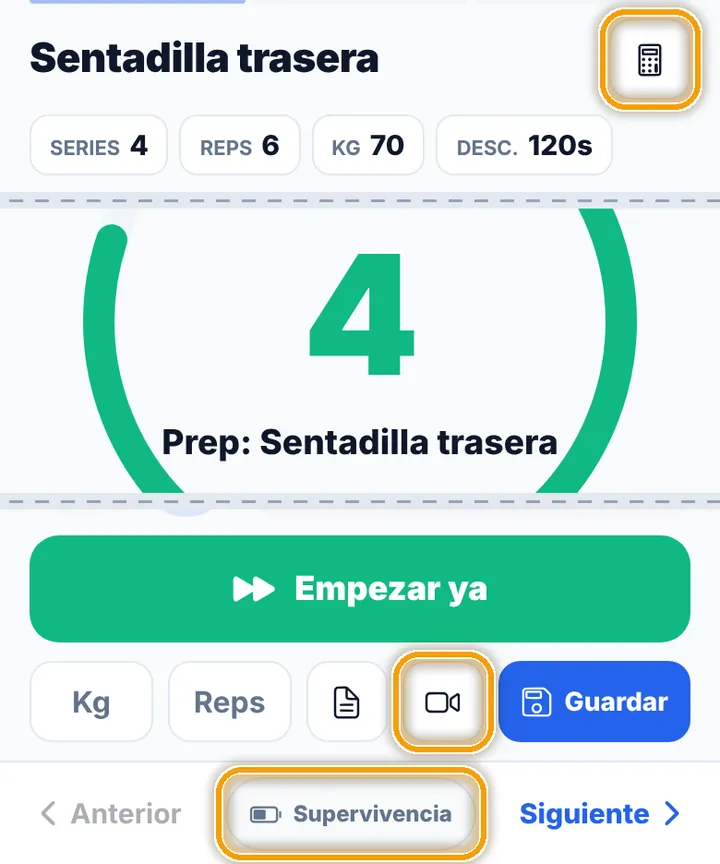 Sentadilla trasera
SERIES 4 REPS 6 KG 70 DESC. 120s
4
Prep: Sentadilla trasera
Empezar ya
Kg Reps Guardar
Anterior Supervivencia Siguiente